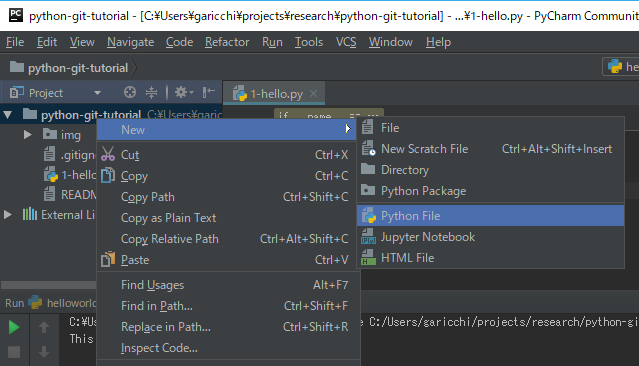 PC python-git-tutorial - [C:¥Users¥garicchi¥projects¥research¥python-git-tutorial] - ...¥1-hello.py - PyCharm Communit
File Edit View Navigate Code Refactor Run Tools VCS Window Help
python-git-tutorial he
Project 1-hello.py
python-git-tutorial C:¥Users¥garicc
New
File
img
.gitign
Cut Ctrl+X
New Scratch File Ctrl+Alt+Shift+Insert
1-hello
Copy Ctrl+C
Directory
READM
Copy Path Ctrl+Shift+C
Python Package
External Li
Copy as Plain Text
Python File
Copy Relative Path Ctrl+Alt+Shift+C
Jupyter Notebook
Paste Ctrl+V
HTML File
Find Usages Alt+F7
Run helloworld
Find in Path... Ctrl+Shift+F
C:¥Us
e C:/Users/garicchi/projects/research/python-gi
Replace in Path... Ctrl+Shift+R
This
Inspect Code...